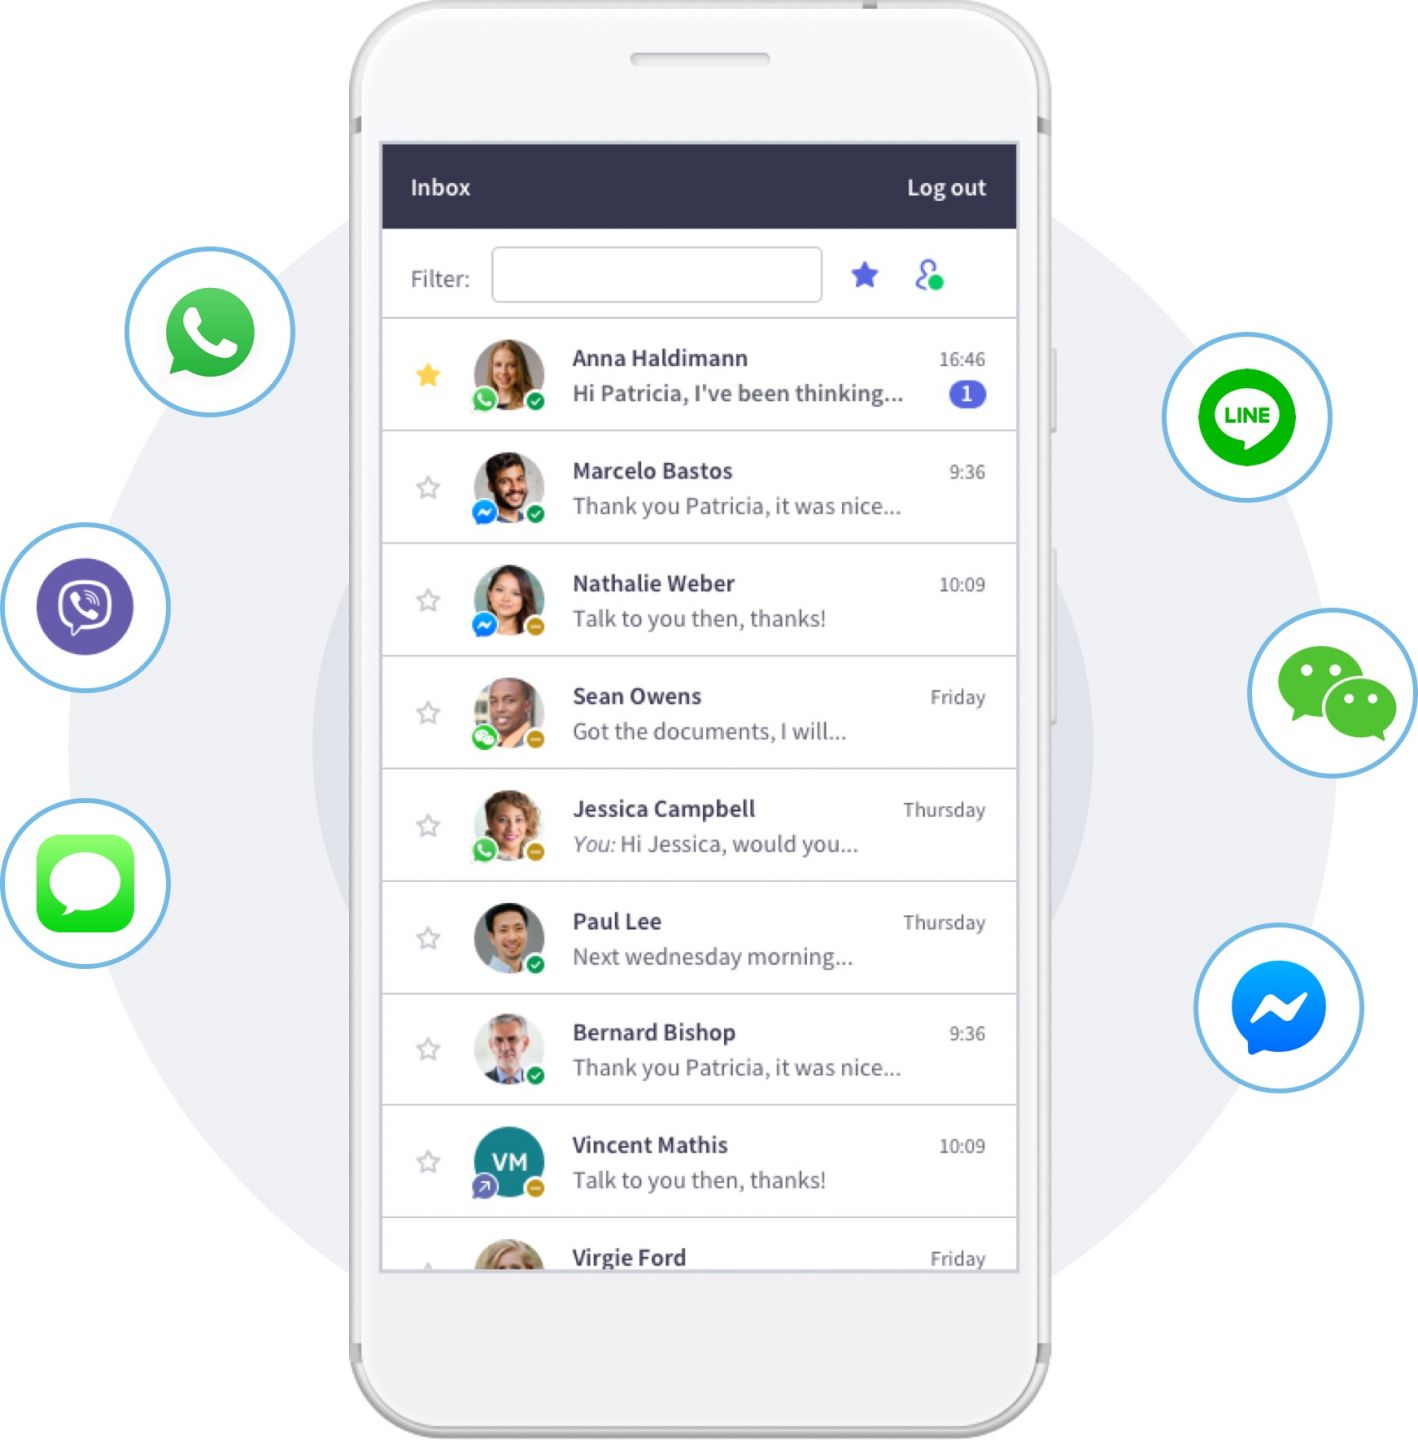 Inbox Log out
Filter:
Anna Haldimann 16:46
Hi Patricia, I've been thinking... 1
Marcelo Bastos 9:36
Thank you Patricia, it was nice...
Nathalie Weber 10:09
Talk to you then, thanks!
Sean Owens Friday
Got the documents, I will...
Jessica Campbell Thursday
You: Hi Jessica, would you...
Paul Lee Thursday
Next wednesday morning...
Bernard Bishop 9:36
Thank you Patricia, it was nice...
VM
Vincent Mathis 10:09
Talk to you then, thanks!
Virgie Ford Friday
LINE